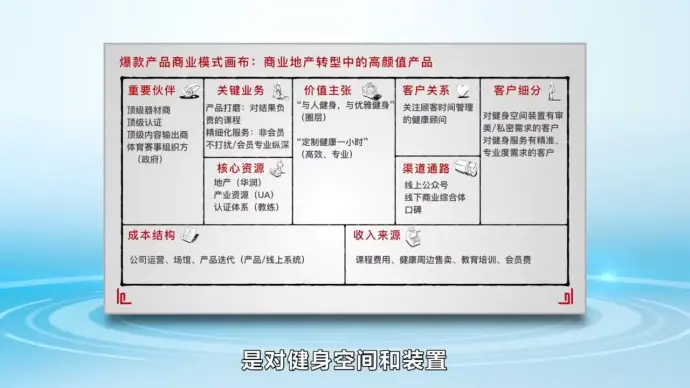 爆款产品商业模式画布：商业地产转型中的高颜值产品
重要伙伴
顶级器材商
顶级认证
顶级内容输出商
体育赛事组织方
（政府）
关键业务
产品打磨：对结果负
责的课程
精细化服务：非会员
不打扰/会员专业纵深
核心资源
地产（华润）
产业资源（UA）
认证体系（教练）
价值主张
“与人健身，与优雅健身”
（圈层）
“定制健康一小时”
（高效、专业）
客户关系
关注顾客时间管理
的健康顾问
渠道通路
线上公众号
线下商业综合体
口碑
客户细分
对健身空间装置有审
美/私密需求的客户
对健身服务有精准、
专业度需求的客户
成本结构
公司运营、场馆、产品迭代（产品/线上系统）
收入来源
课程费用、健康周边售卖、教育培训、会员费
是对健身空间和装置